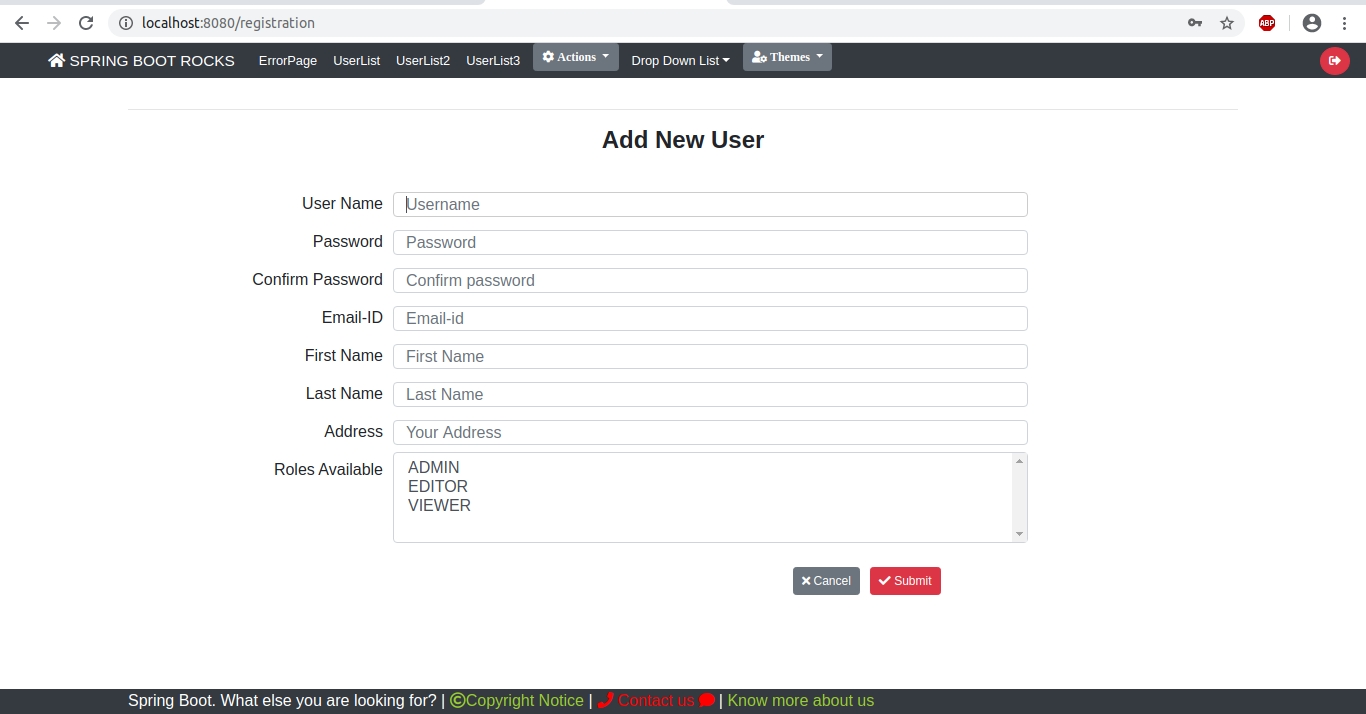 localhost:8080/registration
ABP
SPRING BOOT ROCKS ErrorPage UserList UserList2 UserList3 Actions Drop Down List Themes
Add New User
User Name Username
Password Password
Confirm Password Confirm password
Email-ID Email-id
First Name First Name
Last Name Last Name
Address Your Address
Roles Available ADMIN
EDITOR
VIEWER
Cancel Submit
Spring Boot. What else you are looking for? | ©Copyright Notice | Contact us | Know more about us